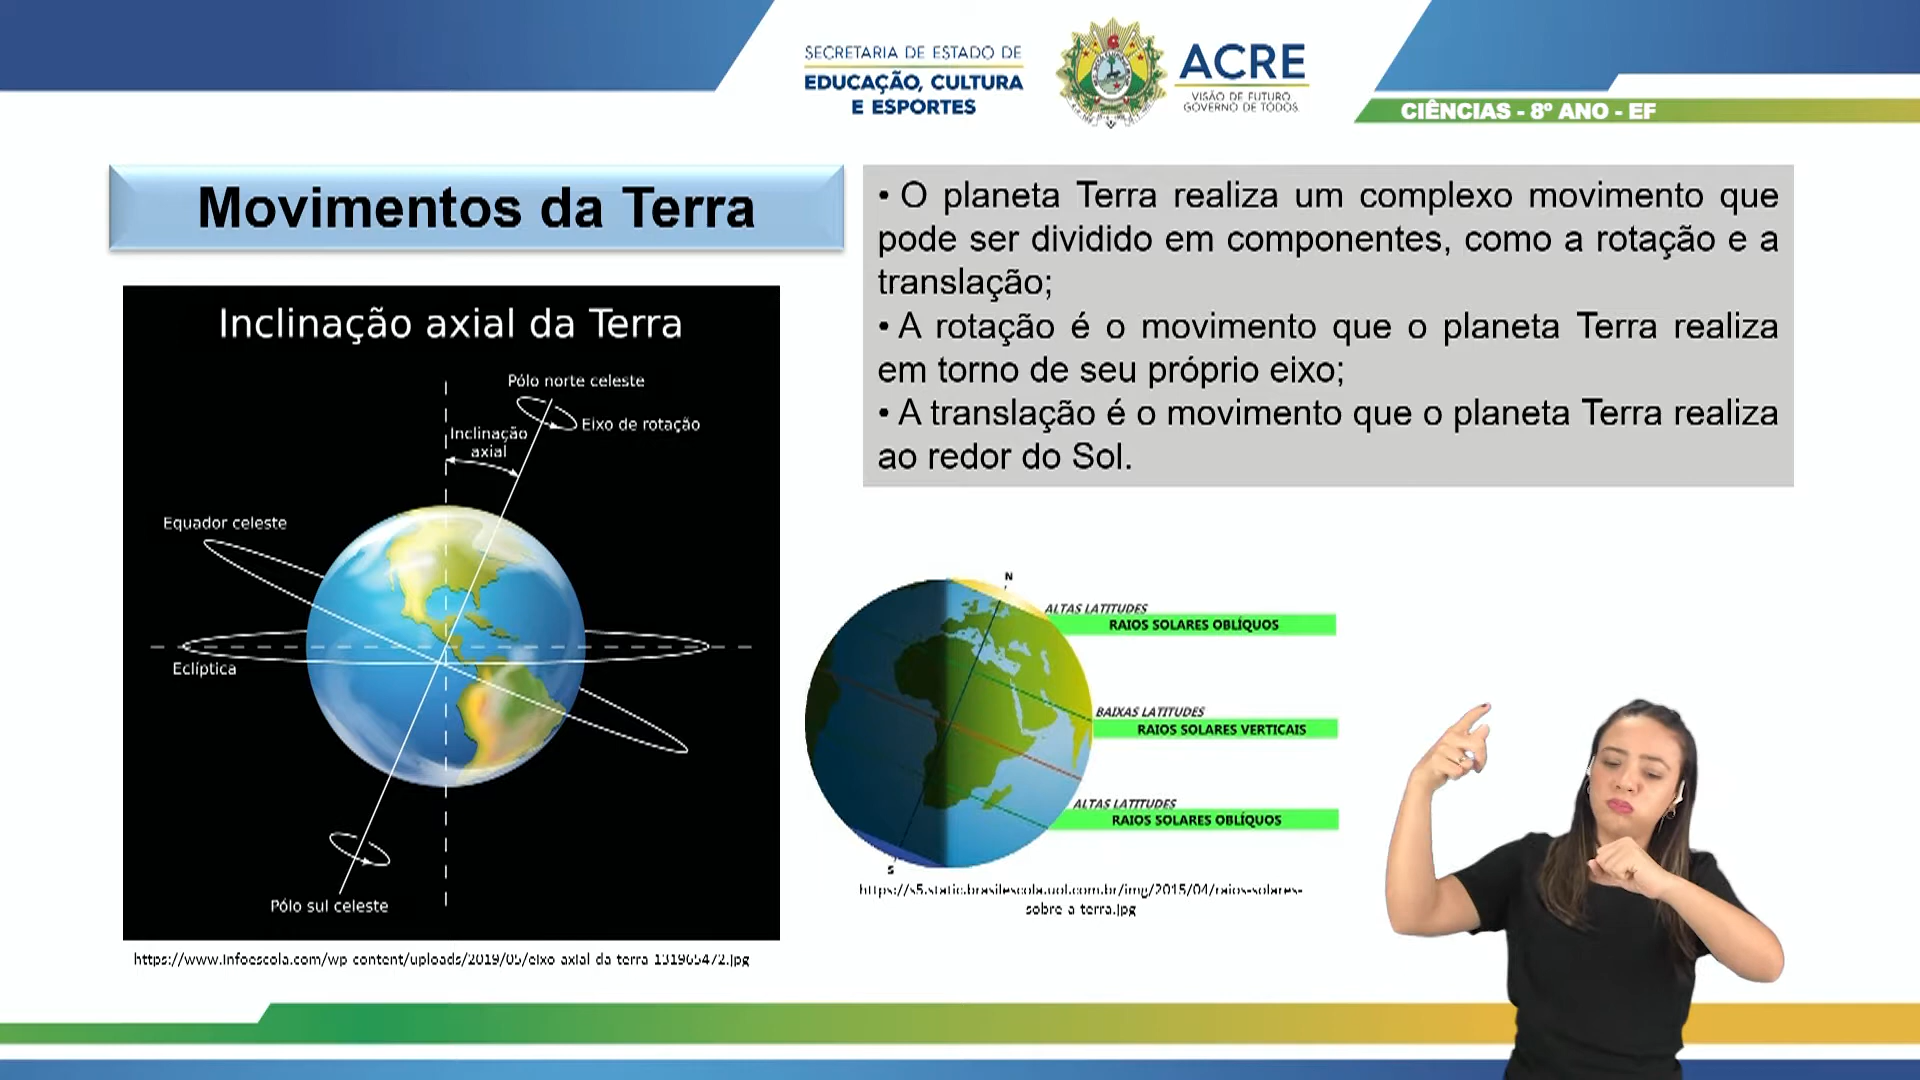 SECRETARIA DE ESTADO DE
EDUCAÇÃO, CULTURA
E ESPORTES
ACRE
VISÃO DE FUTURO
GOVERNO DE TODOS
CIÊNCIAS - 8º ANO - EF
Movimentos da Terra
• O planeta Terra realiza um complexo movimento que
pode ser dividido em componentes, como a rotação e a
translação;
• A rotação é o movimento que o planeta Terra realiza
em torno de seu próprio eixo;
• A translação é o movimento que o planeta Terra realiza
ao redor do Sol.
Inclinação axial da Terra
Pólo norte celeste
Eixo de rotação
Inclinação
axial
Equador celeste
Eclíptica
Pólo sul celeste
https://www.infoescola.com/wp-content/uploads/2019/05/eixo-axial-da-terra-131965472.jpg
N
ALTAS LATITUDES
RAIOS SOLARES OBLÍQUOS
BAIXAS LATITUDES
RAIOS SOLARES VERTICAIS
ALTAS LATITUDES
RAIOS SOLARES OBLÍQUOS
S
https://s5.static.brasilescola.uol.com.br/img/2015/04/raios-solares-
sobre-a-terra.jpg